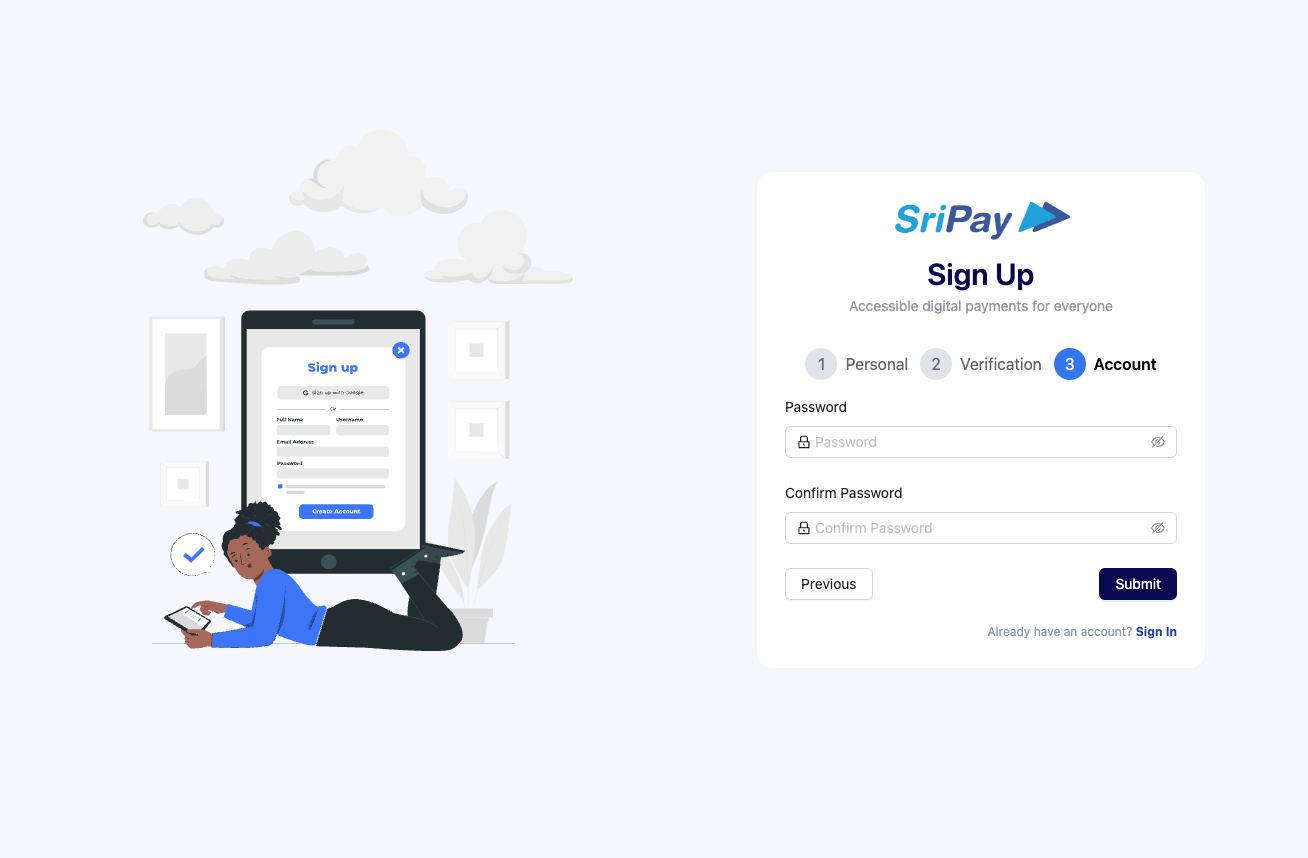 Sign up
G Sign up with Google
Or
Full Name Username
Email Address
Password
Create Account
SriPay
Sign Up
Accessible digital payments for everyone
1 Personal 2 Verification 3 Account
Password
Password
Confirm Password
Confirm Password
Previous Submit
Already have an account? Sign In